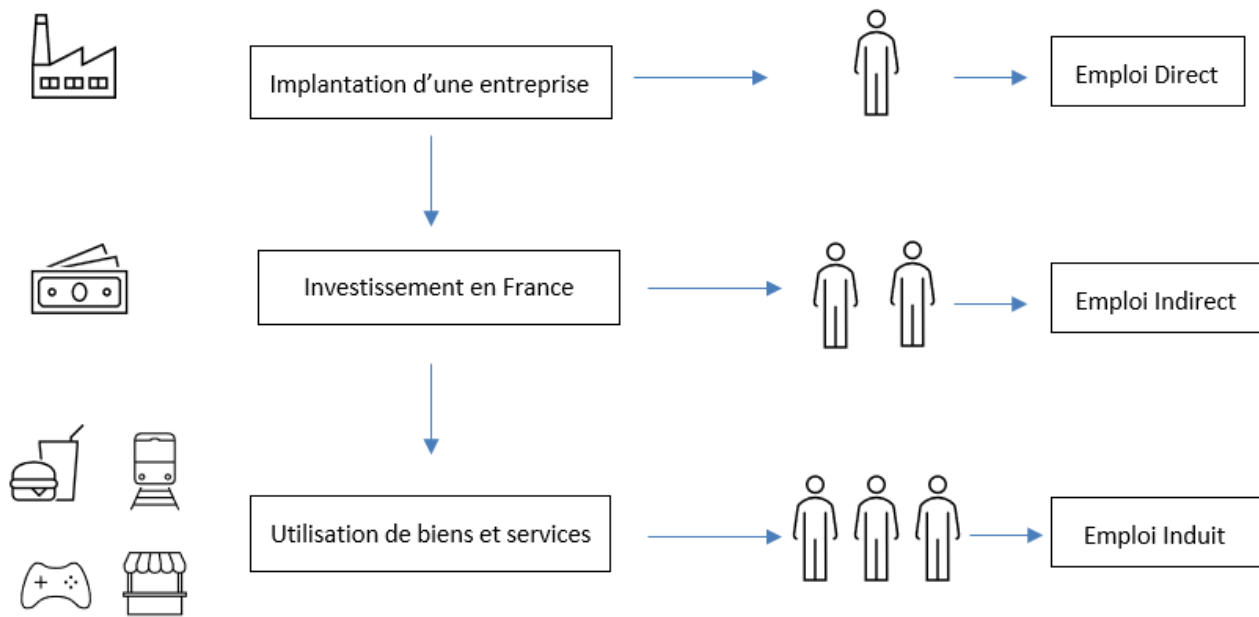 Implantation d’une entreprise
Emploi Direct
Investissement en France
Emploi Indirect
Utilisation de biens et services
Emploi Induit